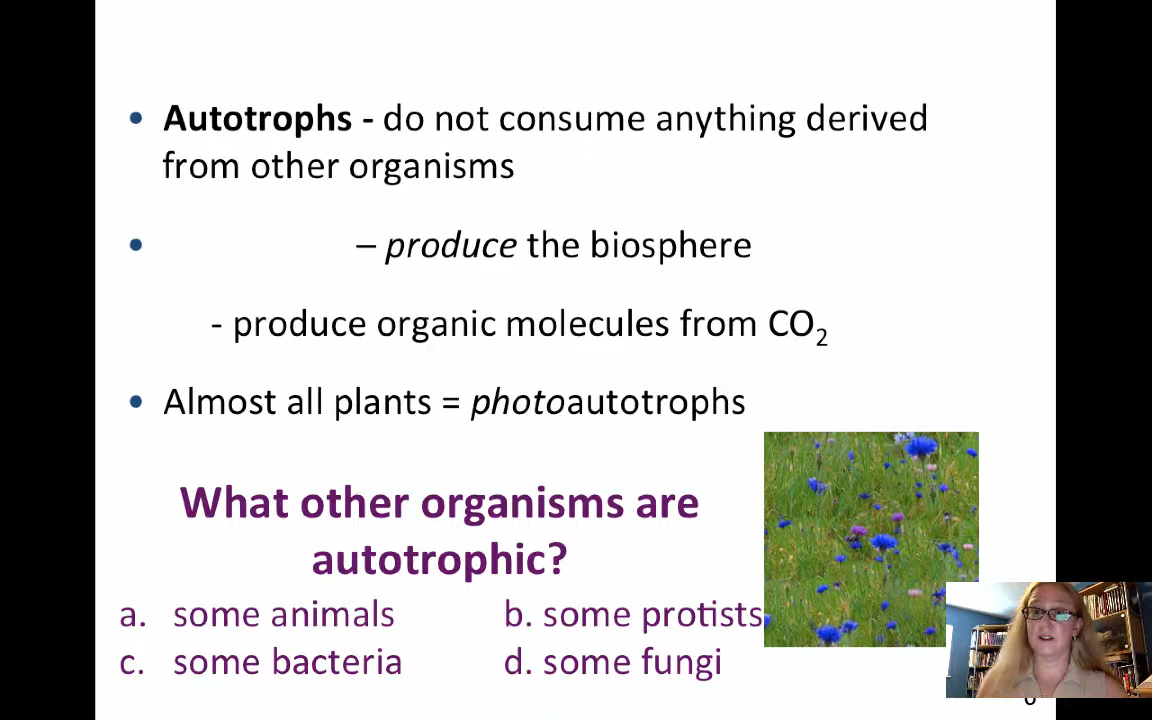 • Autotrophs - do not consume anything derived
from other organisms
• – produce the biosphere
- produce organic molecules from CO₂
• Almost all plants = photoautotrophs
What other organisms are
autotrophic?
a. some animals b. some protists
c. some bacteria d. some fungi